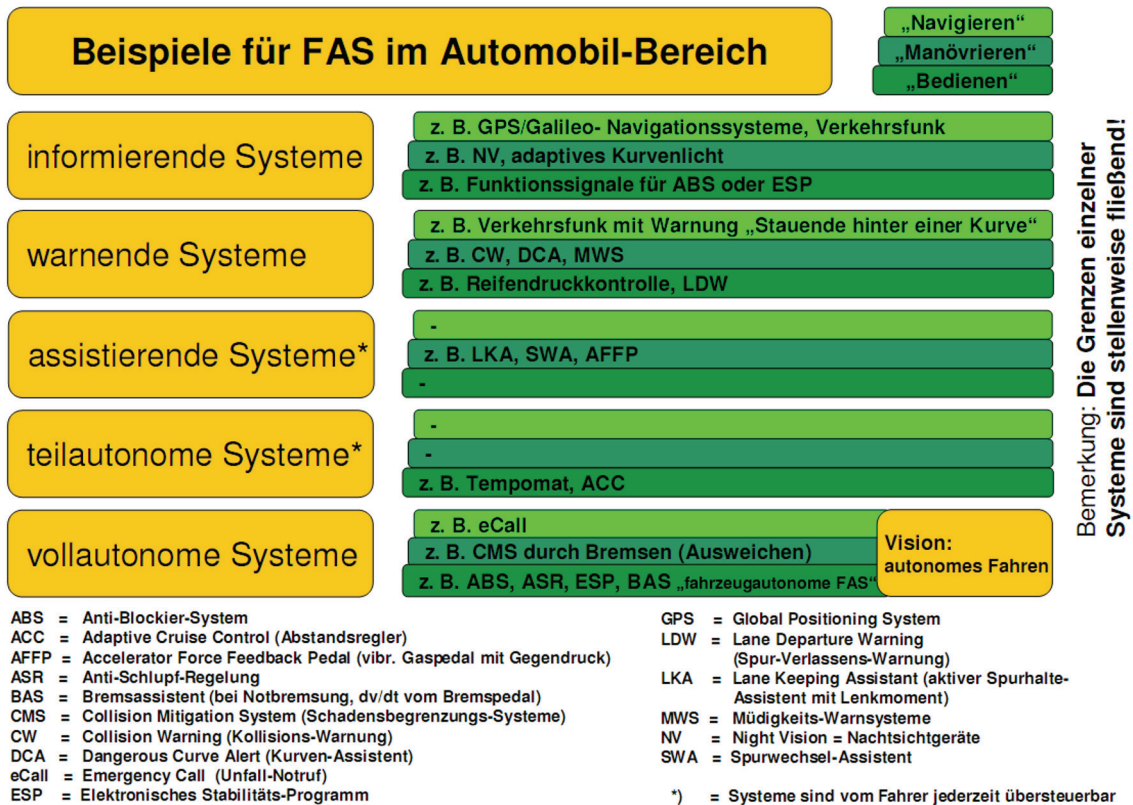 Beispiele für FAS im Automobil-Bereich
„Navigieren“
„Manövrieren“
„Bedienen“
informierende Systeme
z. B. GPS/Galileo- Navigationssysteme, Verkehrsfunk
z. B. NV, adaptives Kurvenlicht
z. B. Funktionssignale für ABS oder ESP
warnende Systeme
z. B. Verkehrsfunk mit Warnung „Stauende hinter einer Kurve“
z. B. CW, DCA, MWS
z. B. Reifendruckkontrolle, LDW
assistierende Systeme*
-
z. B. LKA, SWA, AFFP
-
teilautonome Systeme*
-
-
z. B. Tempomat, ACC
vollautonome Systeme
z. B. eCall
z. B. CMS durch Bremsen (Ausweichen)
z. B. ABS, ASR, ESP, BAS „fahrzeugautonome FAS“
Vision:
autonomes Fahren
Bemerkung: Die Grenzen einzelner
Systeme sind stellenweise fließend!
ABS = Anti-Blockier-System
ACC = Adaptive Cruise Control (Abstandsregler)
AFFP = Accelerator Force Feedback Pedal (vibr. Gaspedal mit Gegendruck)
ASR = Anti-Schlupf-Regelung
BAS = Bremsassistent (bei Notbremsung, dv/dt vom Bremspedal)
CMS = Collision Mitigation System (Schadensbegrenzungs-Systeme)
CW = Collision Warning (Kollisions-Warnung)
DCA = Dangerous Curve Alert (Kurven-Assistent)
eCall = Emergency Call (Unfall-Notruf)
ESP = Elektronisches Stabilitäts-Programm
GPS = Global Positioning System
LDW = Lane Departure Warning
(Spur-Verlassens-Warnung)
LKA = Lane Keeping Assistant (aktiver Spurhalte-
Assistent mit Lenkmoment)
MWS = Müdigkeits-Warnsysteme
NV = Night Vision = Nachtsichtgeräte
SWA = Spurwechsel-Assistent
*) = Systeme sind vom Fahrer jederzeit übersteuerbar